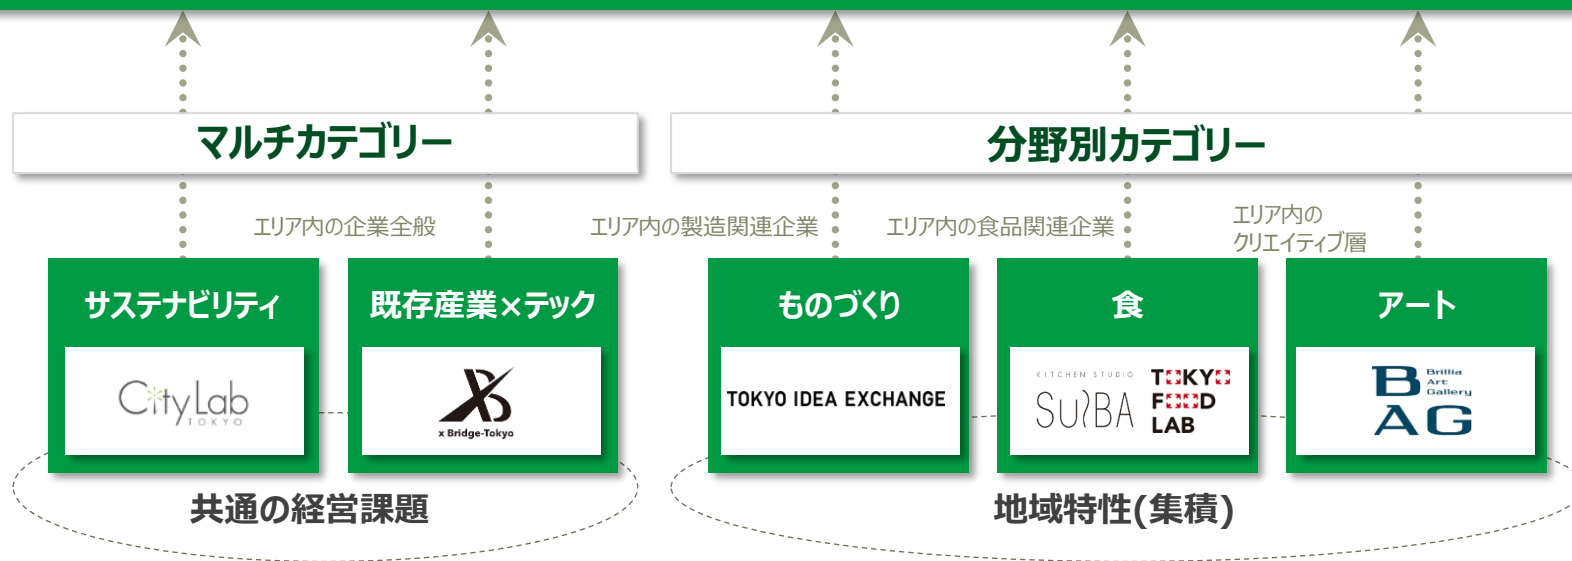 マルチカテゴリー
分野別カテゴリー
エリア内の企業全般
エリア内の製造関連企業
エリア内の食品関連企業
エリア内の
クリエイティブ層
サステナビリティ
既存産業×テック
ものづくり
食
アート
CityLab
TOKYO
x Bridge-Tokyo
TOKYO IDEA EXCHANGE
KITCHEN STUDIO
SUIBA
TOKYO
FOOD
LAB
Brillia
Art
Gallery
BAG
共通の経営課題
地域特性(集積)